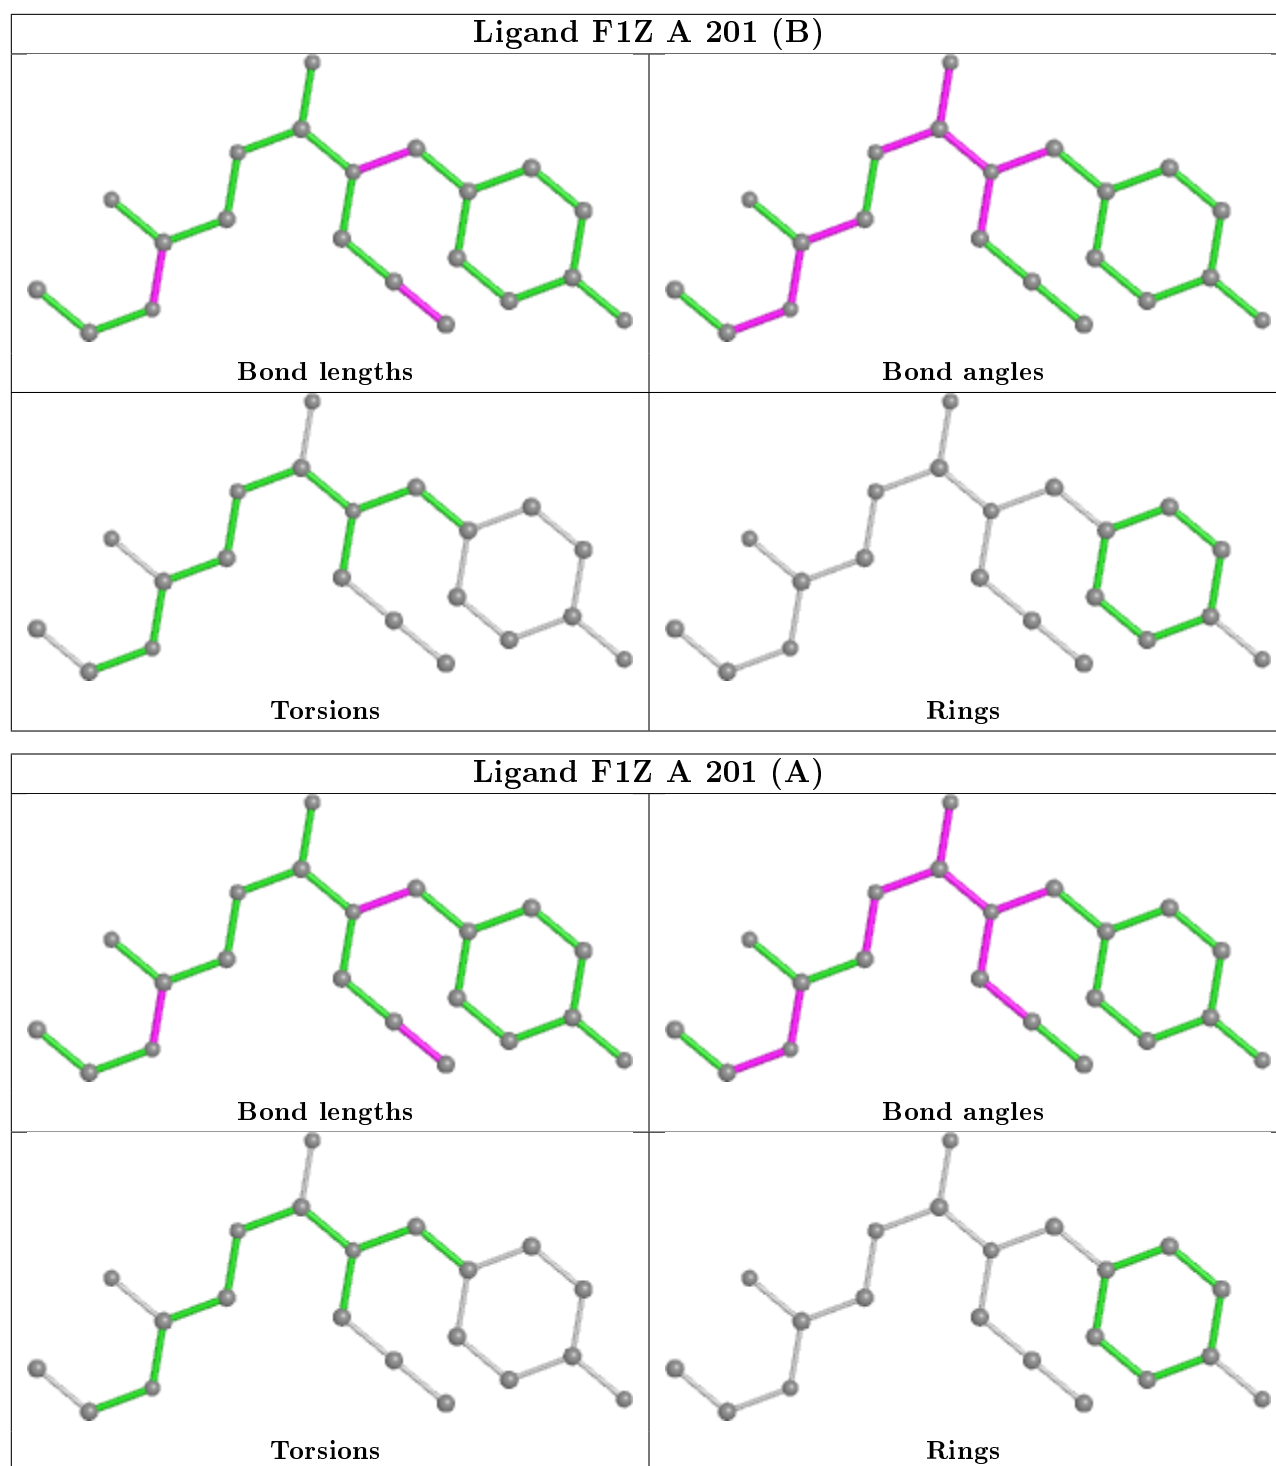 Ligand F1Z A 201 (B)
Bond lengths
Bond angles
Torsions
Rings
Ligand F1Z A 201 (A)
Bond lengths
Bond angles
Torsions
Rings